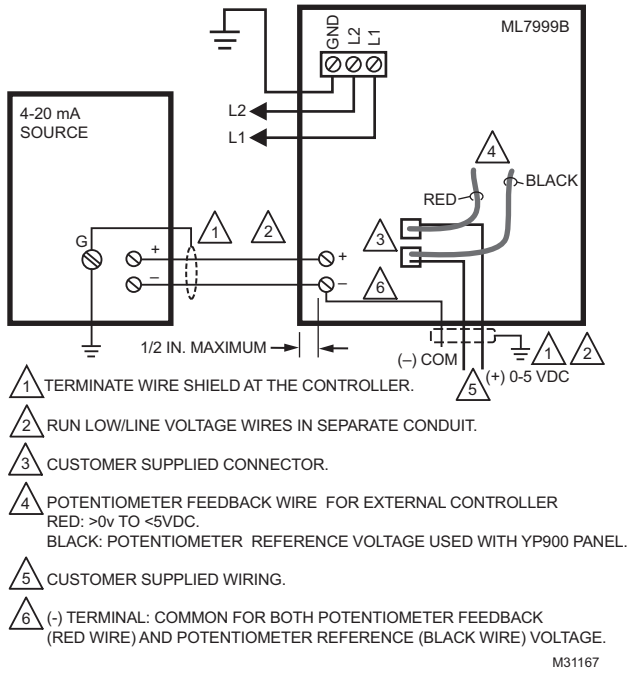 ML7999B
GND
L2
L1
4-20 mA
SOURCE
L2
L1
4
BLACK
RED
1
2
3
G
+
–
+
–
6
1/2 IN. MAXIMUM
(–) COM
5
(+) 0-5 VDC
1
2
1 TERMINATE WIRE SHIELD AT THE CONTROLLER.
2 RUN LOW/LINE VOLTAGE WIRES IN SEPARATE CONDUIT.
3 CUSTOMER SUPPLIED CONNECTOR.
4 POTENTIOMETER FEEDBACK WIRE FOR EXTERNAL CONTROLLER
RED: >0v TO <5VDC.
BLACK: POTENTIOMETER REFERENCE VOLTAGE USED WITH YP900 PANEL.
5 CUSTOMER SUPPLIED WIRING.
6 (-) TERMINAL: COMMON FOR BOTH POTENTIOMETER FEEDBACK
(RED WIRE) AND POTENTIOMETER REFERENCE (BLACK WIRE) VOLTAGE.
M31167